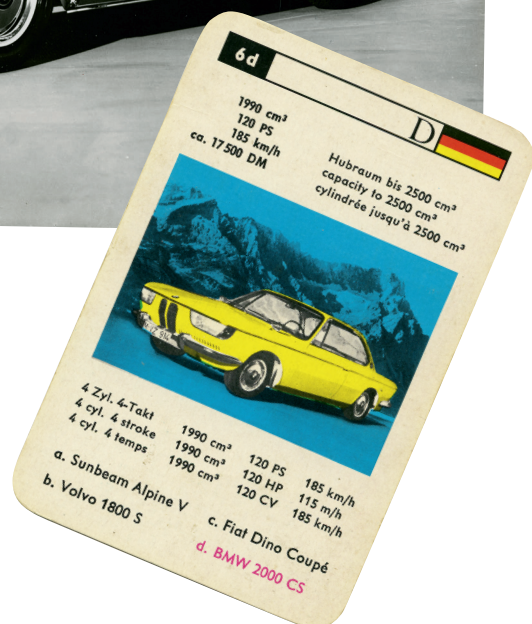 6d
D
1990 cm³
120 PS
185 km/h
ca. 17500 DM
Hubraum bis 2500 cm³
capacity to 2500 cm³
cylindrée jusqu'à 2500 cm³
4 Zyl. 4-Takt 1990 cm³ 120 PS 185 km/h
4 cyl. 4 stroke 1990 cm³ 120 HP 115 m/h
4 cyl. 4 temps 1990 cm³ 120 CV 185 km/h
a. Sunbeam Alpine V
b. Volvo 1800 S
c. Fiat Dino Coupé
d. BMW 2000 CS